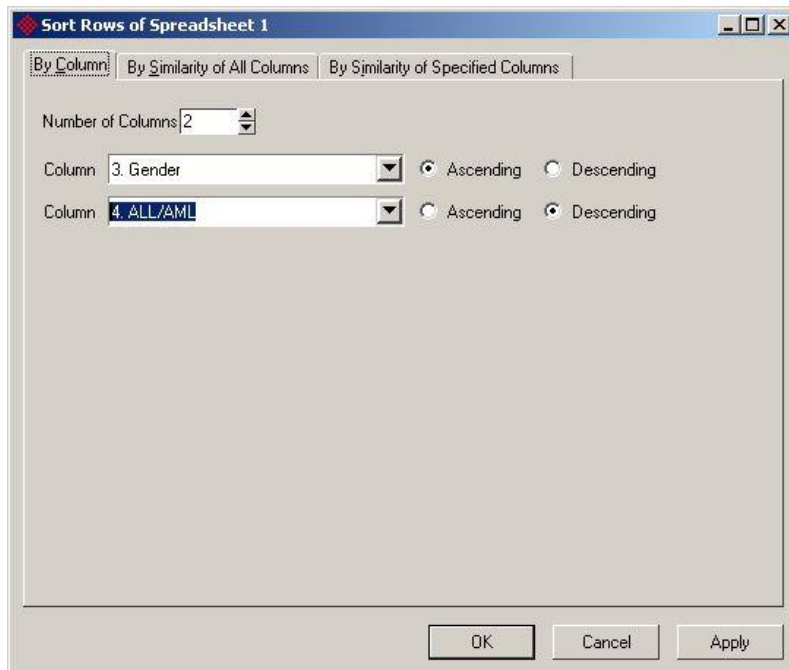 Sort Rows of Spreadsheet 1
By Column By Similarity of All Columns By Similarity of Specified Columns
Number of Columns 2
Column 3. Gender Ascending Descending
Column 4. ALL/AML Ascending Descending
OK Cancel Apply